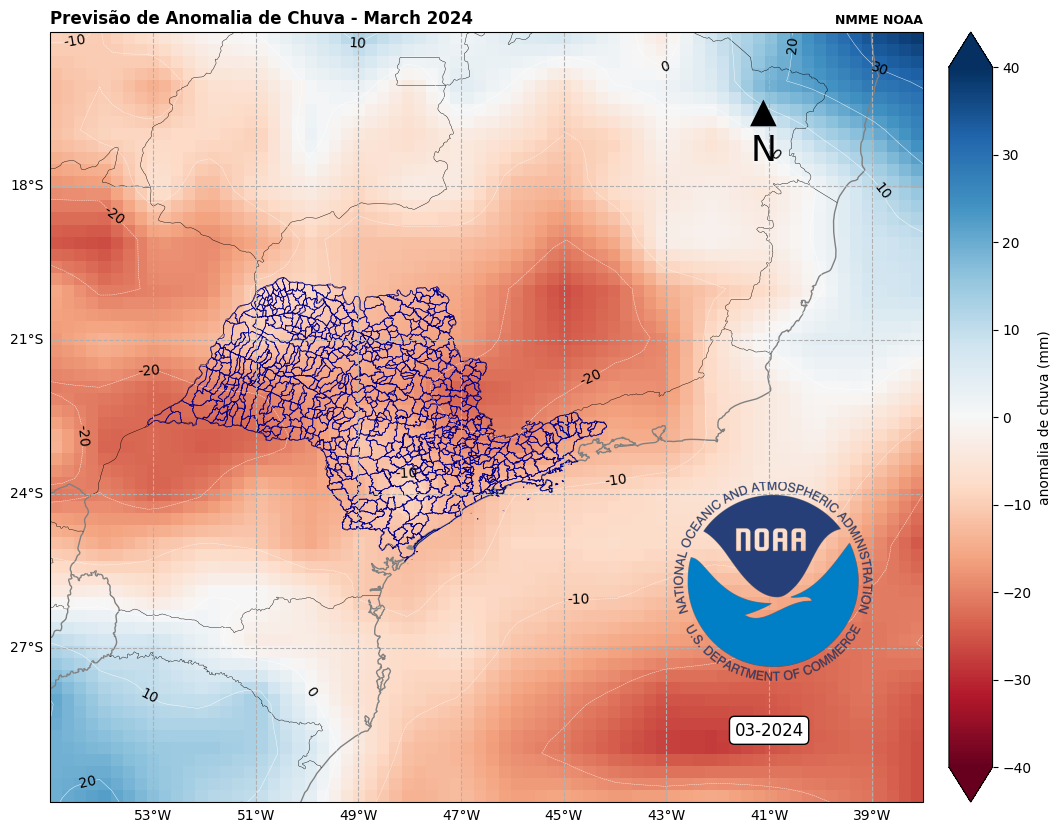 Previsão de Anomalia de Chuva - March 2024
NMME NOAA
-10
10
0
20
30
40
30
N
0
10
20
18°S
-20
10
21°S
-20
-20
0
anomalia de chuva (mm)
-20
-10
24°S
-10
-10
−10
NATIONAL OCEANIC AND ATMOSPHERIC ADMINISTRATION
NOAA
U.S. DEPARTMENT OF COMMERCE
-10
−20
27°S
10
0
−30
03-2024
20
−40
53°W
51°W
49°W
47°W
45°W
43°W
41°W
39°W